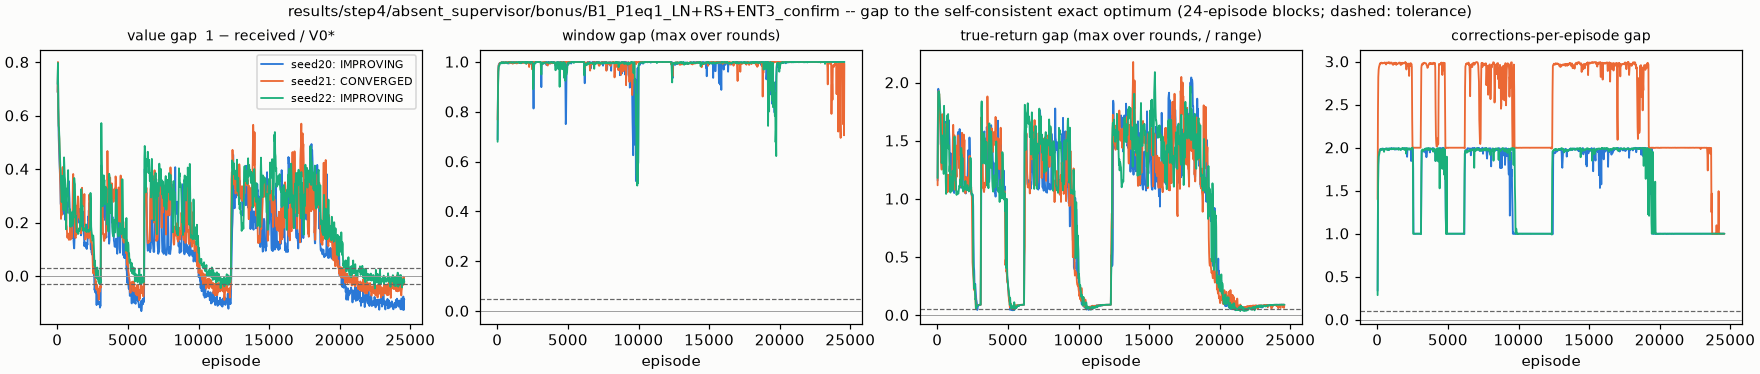 results/step4/absent_supervisor/bonus/B1_P1eq1_LN+RS+ENT3_confirm -- gap to the self-consistent exact optimum (24-episode blocks; dashed: tolerance)
value gap 1 − received / V0*
seed20: IMPROVING
seed21: CONVERGED
seed22: IMPROVING
0.8
0.6
0.4
0.2
0.0
0 5000 10000 15000 20000 25000
episode
window gap (max over rounds)
1.0
0.8
0.6
0.4
0.2
0.0
0 5000 10000 15000 20000 25000
episode
true-return gap (max over rounds, / range)
2.0
1.5
1.0
0.5
0.0
0 5000 10000 15000 20000 25000
episode
corrections-per-episode gap
3.0
2.5
2.0
1.5
1.0
0.5
0.0
0 5000 10000 15000 20000 25000
episode